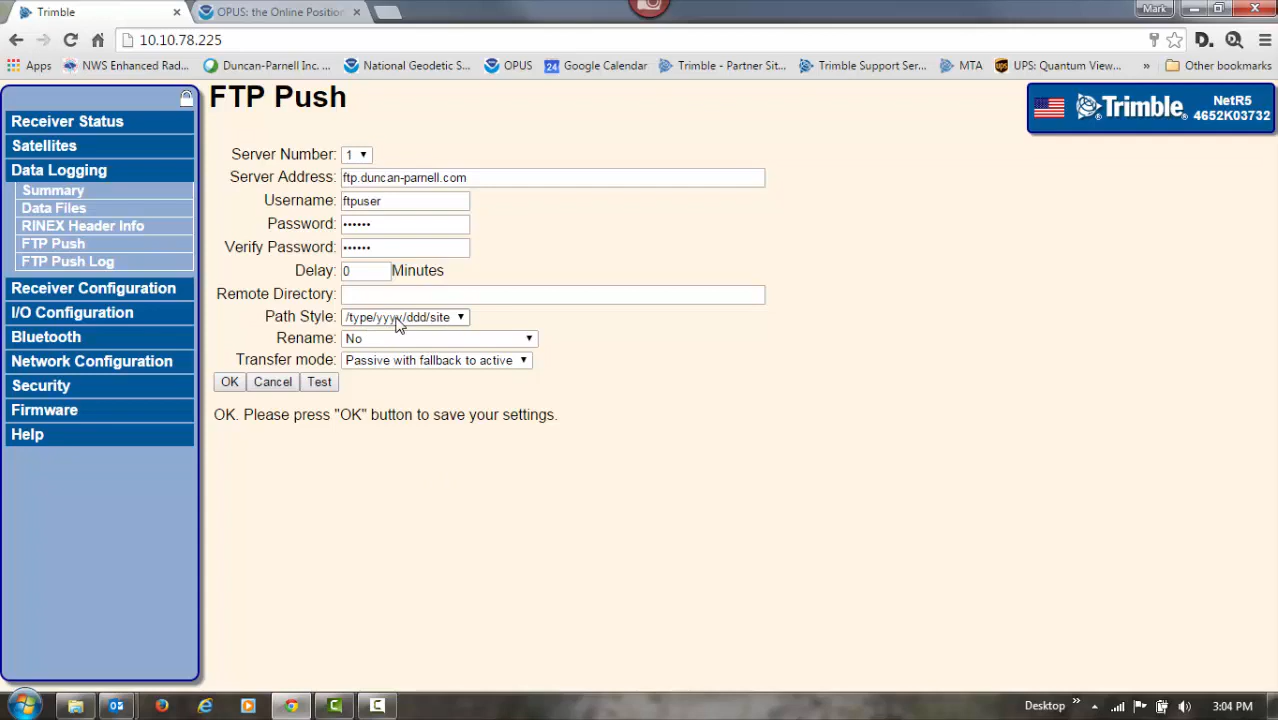 Trimble
OPUS: the Online Position
Mark
10.10.78.225
Apps
NWS Enhanced Rad...
Duncan-Parnell Inc. ...
National Geodetic S...
OPUS
24
Google Calendar
Trimble - Partner Sit...
Trimble Support Ser...
MTA
UPS: Quantum View...
»
Other bookmarks
FTP Push
Trimble
NetR5
4652K03732
Receiver Status
Satellites
Data Logging
Summary
Data Files
RINEX Header Info
FTP Push
FTP Push Log
Receiver Configuration
I/O Configuration
Bluetooth
Network Configuration
Security
Firmware
Help
Server Number: 1
Server Address: ftp.duncan-parnell.com
Username: ftpuser
Password: ••••••
Verify Password: ••••••
Delay: 0 Minutes
Remote Directory:
Path Style: /type/yyyy/ddd/site
Rename: No
Transfer mode: Passive with fallback to active
OK Cancel Test
OK. Please press "OK" button to save your settings.
Desktop »
3:04 PM